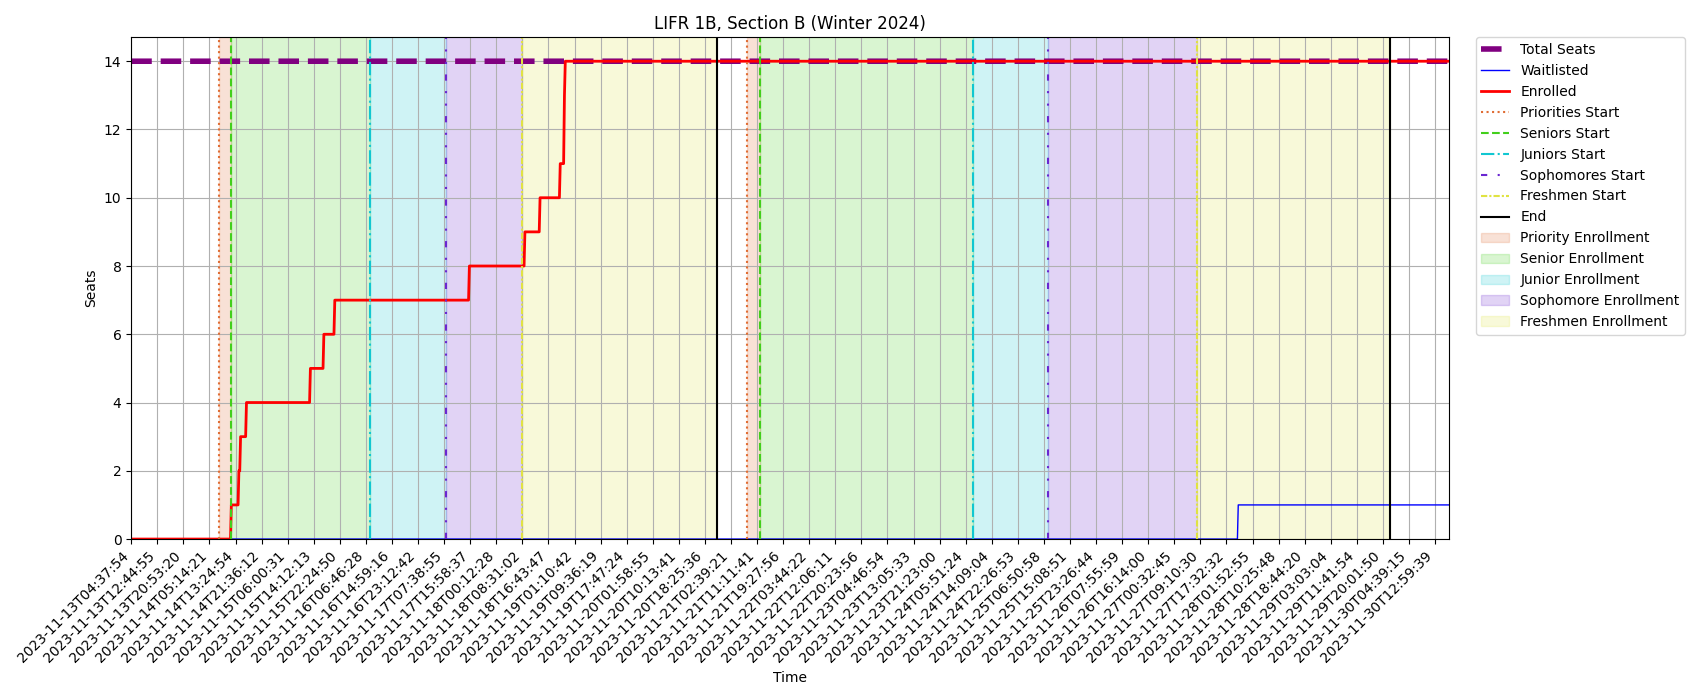 LIFR 1B, Section B (Winter 2024)
Seats
14
12
10
8
6
4
2
0
2023-11-13T04:37:54
2023-11-13T12:44:55
2023-11-13T20:53:20
2023-11-14T05:14:21
2023-11-14T13:24:54
2023-11-14T21:36:12
2023-11-15T06:00:31
2023-11-15T14:12:13
2023-11-15T22:24:50
2023-11-16T06:46:28
2023-11-16T14:59:16
2023-11-16T23:12:42
2023-11-17T07:38:55
2023-11-17T15:58:37
2023-11-18T00:12:28
2023-11-18T08:31:02
2023-11-18T16:43:47
2023-11-19T01:10:42
2023-11-19T09:36:19
2023-11-19T17:47:24
2023-11-20T01:58:55
2023-11-20T10:13:41
2023-11-20T18:25:36
2023-11-21T02:39:21
2023-11-21T11:11:41
2023-11-21T19:27:56
2023-11-22T03:44:22
2023-11-22T12:06:11
2023-11-22T20:23:56
2023-11-23T04:46:54
2023-11-23T13:05:33
2023-11-23T21:23:00
2023-11-24T05:51:24
2023-11-24T14:09:04
2023-11-24T22:26:53
2023-11-25T06:50:58
2023-11-25T15:08:51
2023-11-25T23:26:44
2023-11-26T07:55:59
2023-11-26T16:14:00
2023-11-27T00:32:45
2023-11-27T09:10:30
2023-11-27T17:32:32
2023-11-28T01:52:55
2023-11-28T10:25:48
2023-11-28T18:44:20
2023-11-29T03:03:04
2023-11-29T11:41:54
2023-11-29T20:01:50
2023-11-30T04:39:15
2023-11-30T12:59:39
Time
Total Seats
Waitlisted
Enrolled
Priorities Start
Seniors Start
Juniors Start
Sophomores Start
Freshmen Start
End
Priority Enrollment
Senior Enrollment
Junior Enrollment
Sophomore Enrollment
Freshmen Enrollment